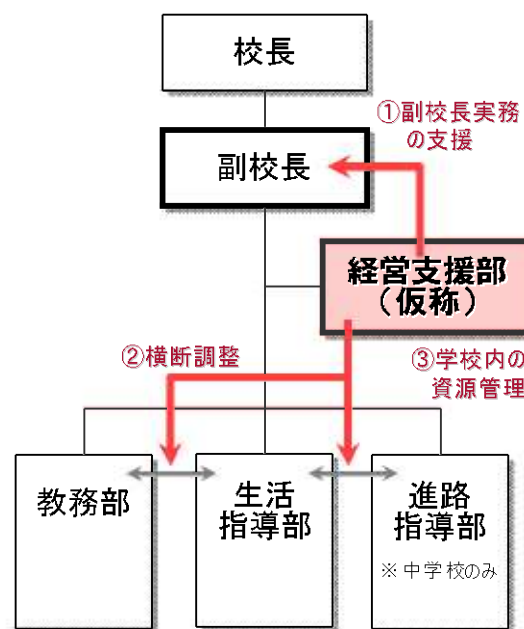 校長
①副校長実務
の支援
副校長
経営支援部
（仮称）
②横断調整
③学校内の
資源管理
教務部
生活
指導部
進路
指導部
※中学校のみ